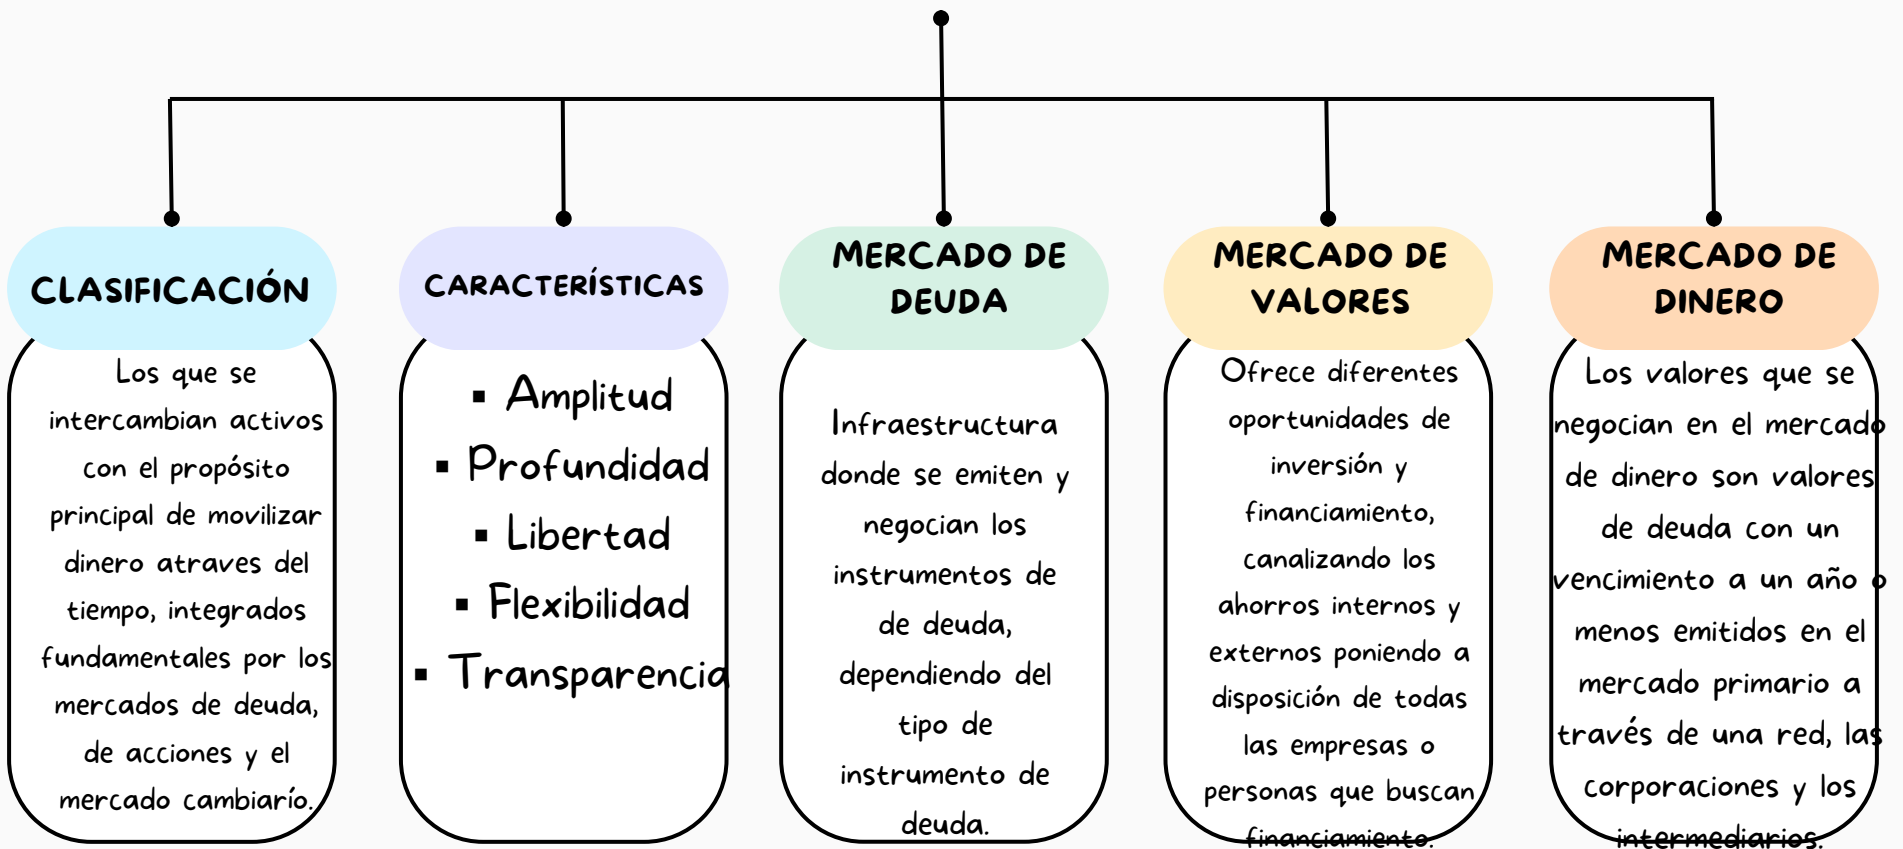 CLASIFICACIÓN
Los que se
intercambian activos
con el propósito
principal de movilizar
dinero atraves del
tiempo, integrados
fundamentales por los
mercados de deuda,
de acciones y el
mercado cambiarío.
CARACTERÍSTICAS
▪ Amplitud
▪ Profundidad
▪ Libertad
▪ Flexibilidad
▪ Transparencia
MERCADO DE
DEUDA
Infraestructura
donde se emiten y
negocian los
instrumentos de
de deuda,
dependiendo del
tipo de
instrumento de
deuda.
MERCADO DE
VALORES
Ofrece diferentes
oportunidades de
inversión y
financiamiento,
canalizando los
ahorros internos y
externos poniendo a
disposición de todas
las empresas o
personas que buscan
financiamiento.
MERCADO DE
DINERO
Los valores que se
negocian en el mercado
de dinero son valores
de deuda con un
vencimiento a un año o
menos emitidos en el
mercado primario a
través de una red, las
corporaciones y los
intermediarios.